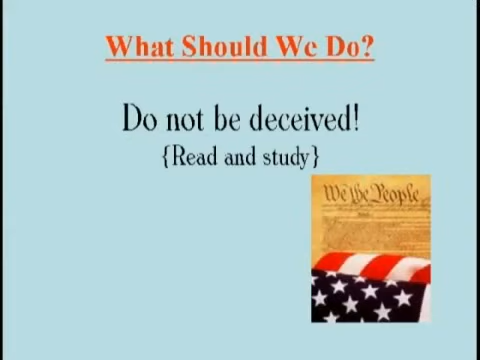 What Should We Do?
Do not be deceived!
{Read and study}
We the People